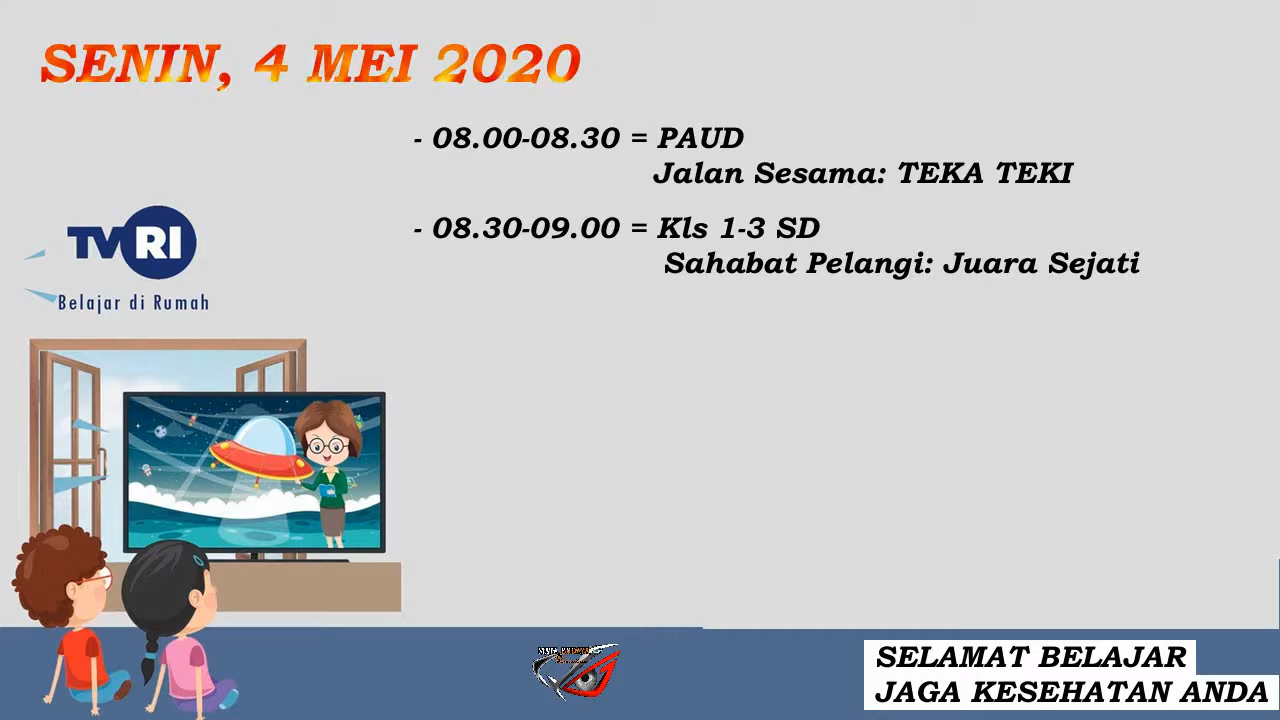 SENIN, 4 MEI 2020
- 08.00-08.30 = PAUD
Jalan Sesama: TEKA TEKI
- 08.30-09.00 = Kls 1-3 SD
Sahabat Pelangi: Juara Sejati
TVRI
Belajar di Rumah
SELAMAT BELAJAR
JAGA KESEHATAN ANDA